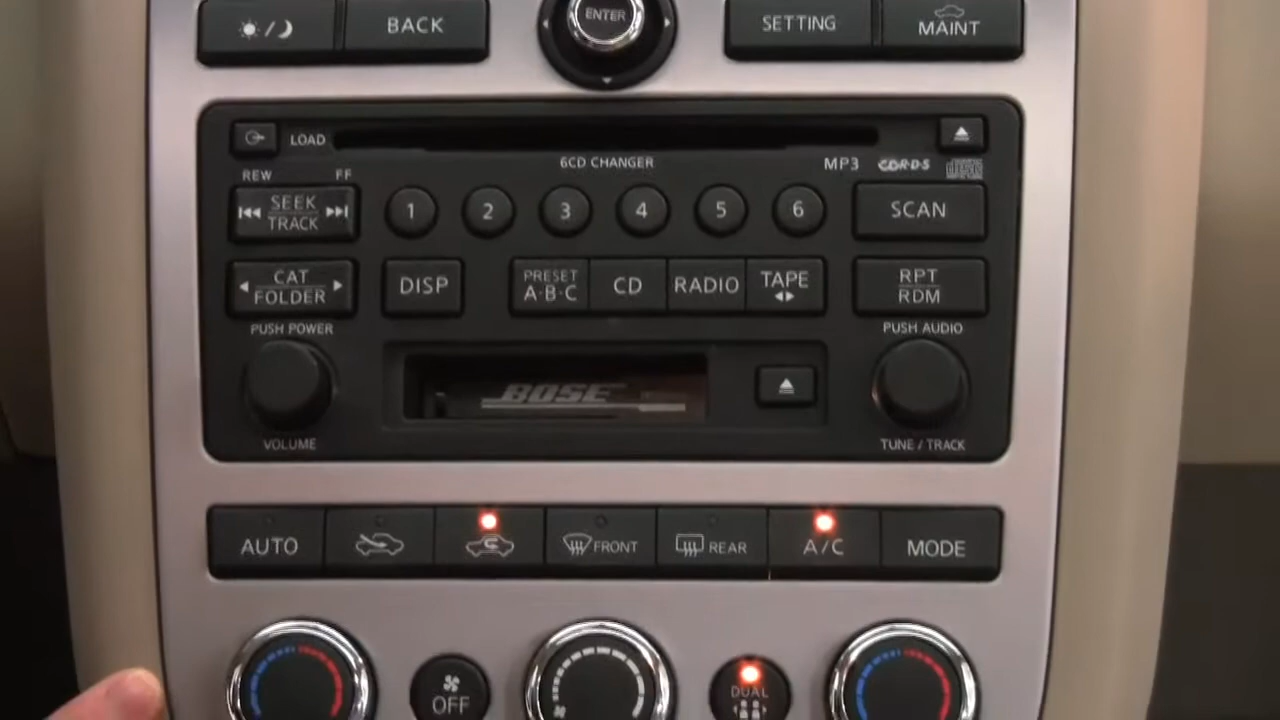 BACK
ENTER
SETTING
MAINT
LOAD
6CD CHANGER
MP3
RDS
REW FF
SEEK
TRACK
1 2 3 4 5 6
SCAN
CAT
FOLDER
DISP
PRESET
A·B·C
CD
RADIO
TAPE
RPT
RDM
PUSH POWER
PUSH AUDIO
BOSE
VOLUME
TUNE / TRACK
AUTO
FRONT
REAR
A/C
MODE
OFF
DUAL